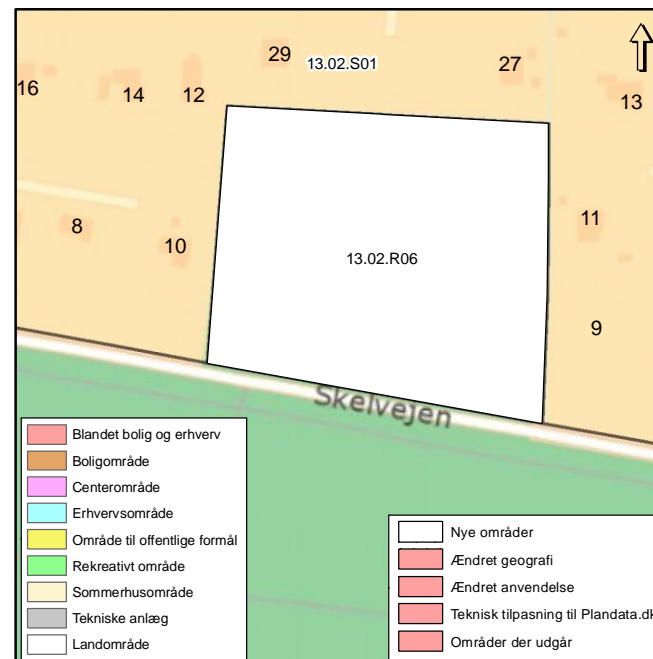 29
13.02.S01
27
16
14
12
13
8
10
11
13.02.R06
9
Skelvejen
Blandet bolig og erhverv
Boligområde
Centerområde
Erhvervsområde
Område til offentlige formål
Rekreativt område
Sommerhusområde
Tekniske anlæg
Landområde
Nye områder
Ændret geografi
Ændret anvendelse
Teknisk tilpasning til Plandata.dk
Områder der udgår